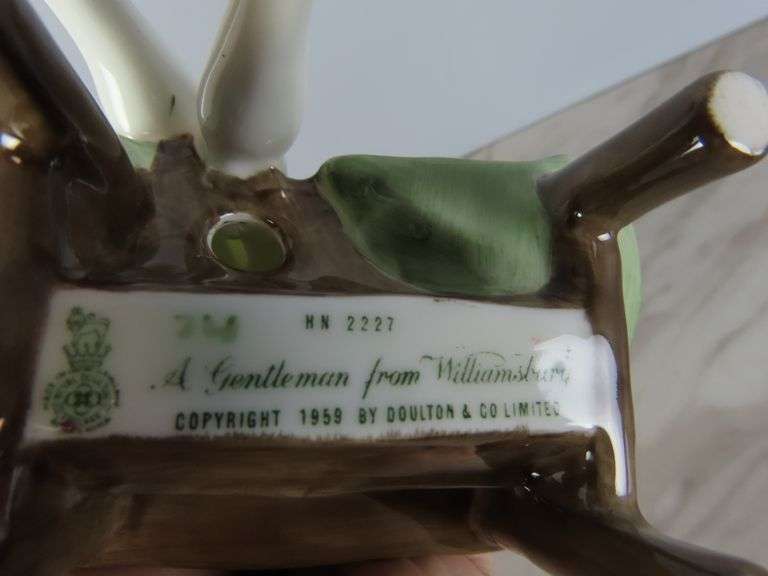 HN 2227
A Gentleman from Williamsburg
COPYRIGHT 1959 BY DOULTON & CO LIMITED